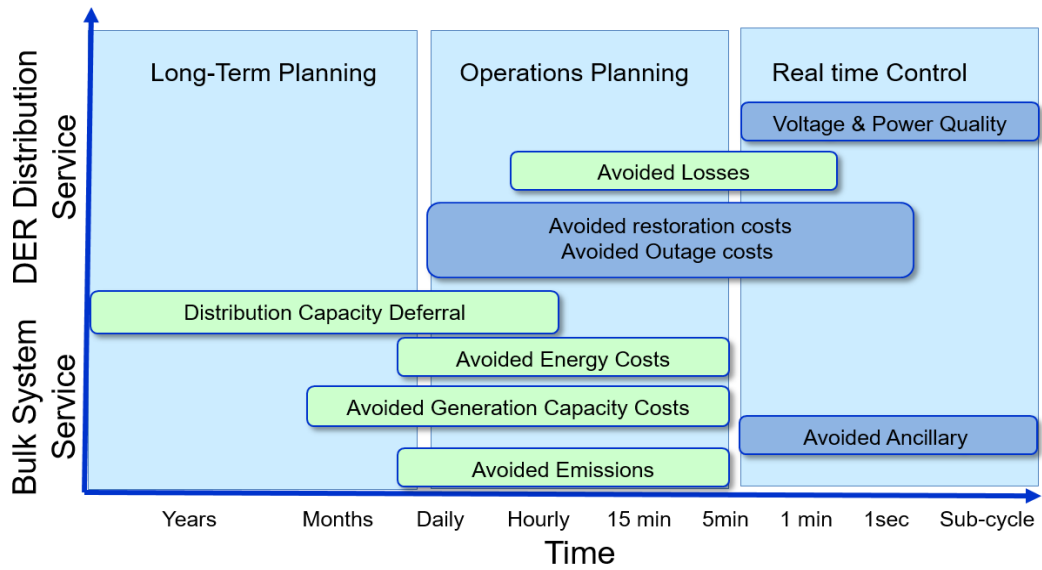 Long-Term Planning
Operations Planning
Real time Control
DER Distribution
Service
Voltage & Power Quality
Avoided Losses
Avoided restoration costs
Avoided Outage costs
Distribution Capacity Deferral
Bulk System
Service
Avoided Energy Costs
Avoided Generation Capacity Costs
Avoided Ancillary
Avoided Emissions
Years
Months
Daily
Hourly
15 min
5min
1 min
1sec
Sub-cycle
Time